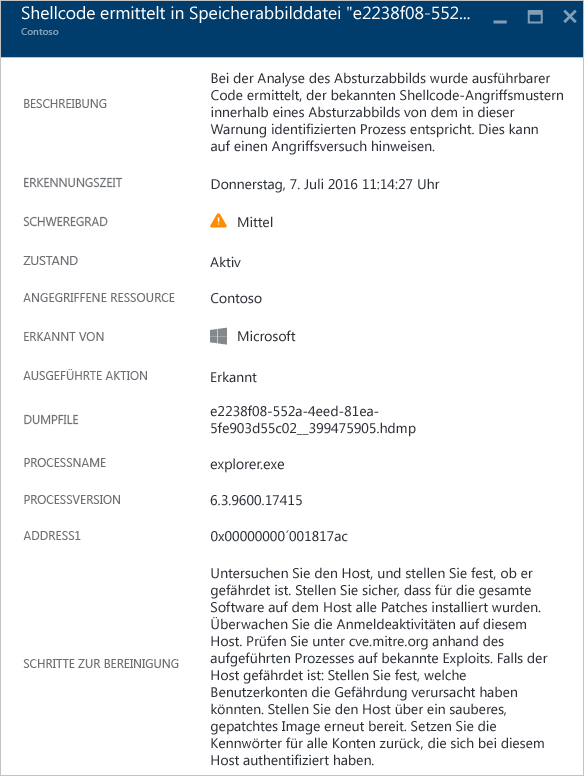 Shellcode ermittelt in Speicherabbilddatei "e2238f08-552...
Contoso
BESCHREIBUNG
Bei der Analyse des Absturzabbilds wurde ausführbarer
Code ermittelt, der bekannten Shellcode-Angriffsmustern
innerhalb eines Absturzabbilds von dem in dieser
Warnung identifizierten Prozess entspricht. Dies kann
auf einen Angriffsversuch hinweisen.
ERKENNUNGSZEIT
Donnerstag, 7. Juli 2016 11:14:27 Uhr
SCHWEREGRAD
Mittel
ZUSTAND
Aktiv
ANGEGRIFFENE RESSOURCE
Contoso
ERKANNT VON
Microsoft
AUSGEFÜHRTE AKTION
Erkannt
DUMPFILE
e2238f08-552a-4eed-81ea-
5fe903d55c02__399475905.hdmp
PROCESSNAME
explorer.exe
PROCESSVERSION
6.3.9600.17415
ADDRESS1
0x00000000´001817ac
SCHRITTE ZUR BEREINIGUNG
Untersuchen Sie den Host, und stellen Sie fest, ob er
gefährdet ist. Stellen Sie sicher, dass für die gesamte
Software auf dem Host alle Patches installiert wurden.
Überwachen Sie die Anmeldeaktivitäten auf diesem
Host. Prüfen Sie unter cve.mitre.org anhand des
aufgeführten Prozesses auf bekannte Exploits. Falls der
Host gefährdet ist: Stellen Sie fest, welche
Benutzerkonten die Gefährdung verursacht haben
könnten. Stellen Sie den Host über ein sauberes,
gepatchtes Image erneut bereit. Setzen Sie die
Kennwörter für alle Konten zurück, die sich bei diesem
Host authentifiziert haben.